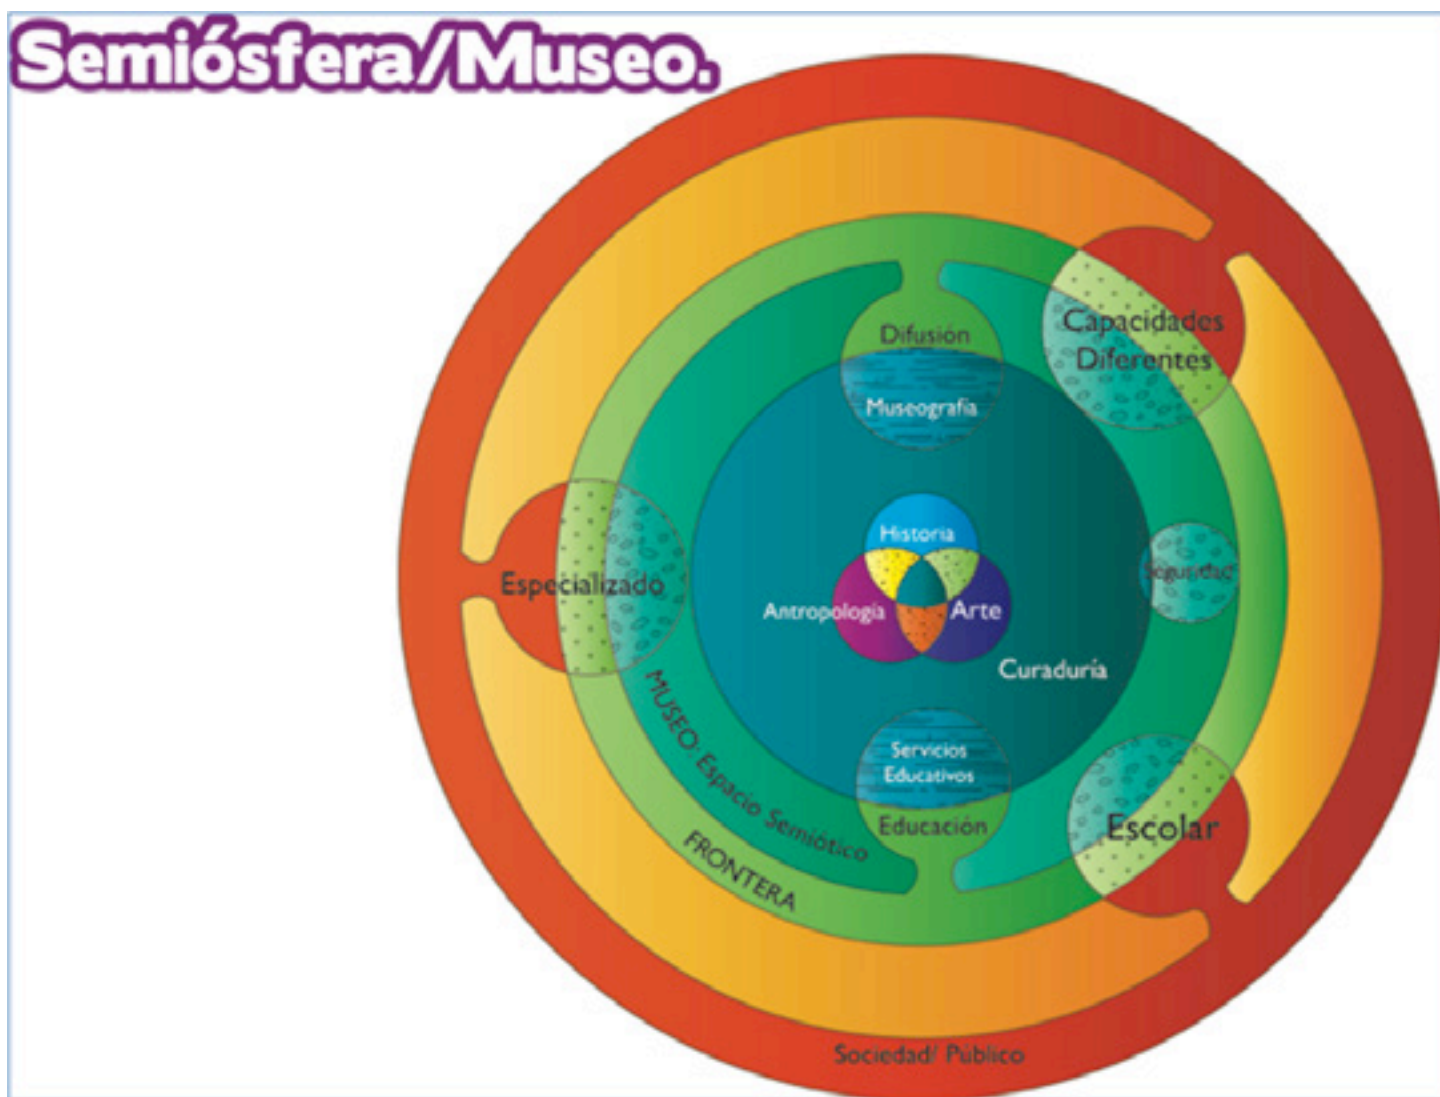 Semiósfera/Museo.
Capacidades
Diferentes
Difusión
Museografía
Historia
Especializado
Seguridad
Antropología
Arte
Curaduría
MUSEO: Espacio Semiótico
Servicios
Educativos
Educación
Escolar
FRONTERA
Sociedad/ Público